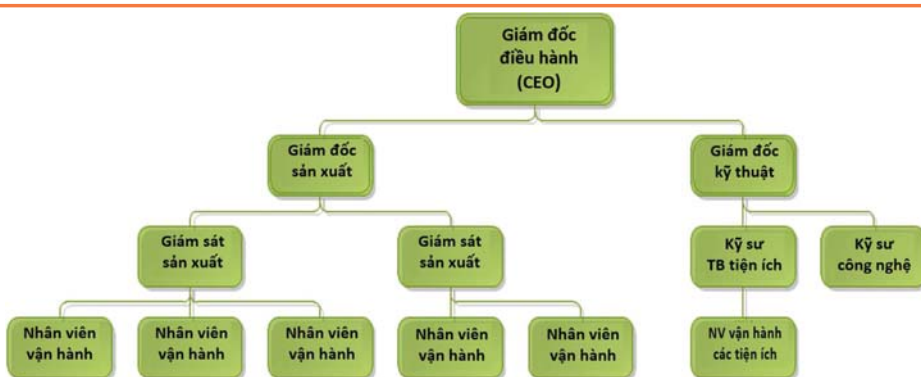 Giám đốc
điều hành
(CEO)
Giám đốc
sản xuất
Giám đốc
kỹ thuật
Giám sát
sản xuất
Giám sát
sản xuất
Kỹ sư
TB tiện ích
Kỹ sư
công nghệ
Nhân viên
vận hành
Nhân viên
vận hành
Nhân viên
vận hành
Nhân viên
vận hành
Nhân viên
vận hành
NV vận hành
các tiện ích